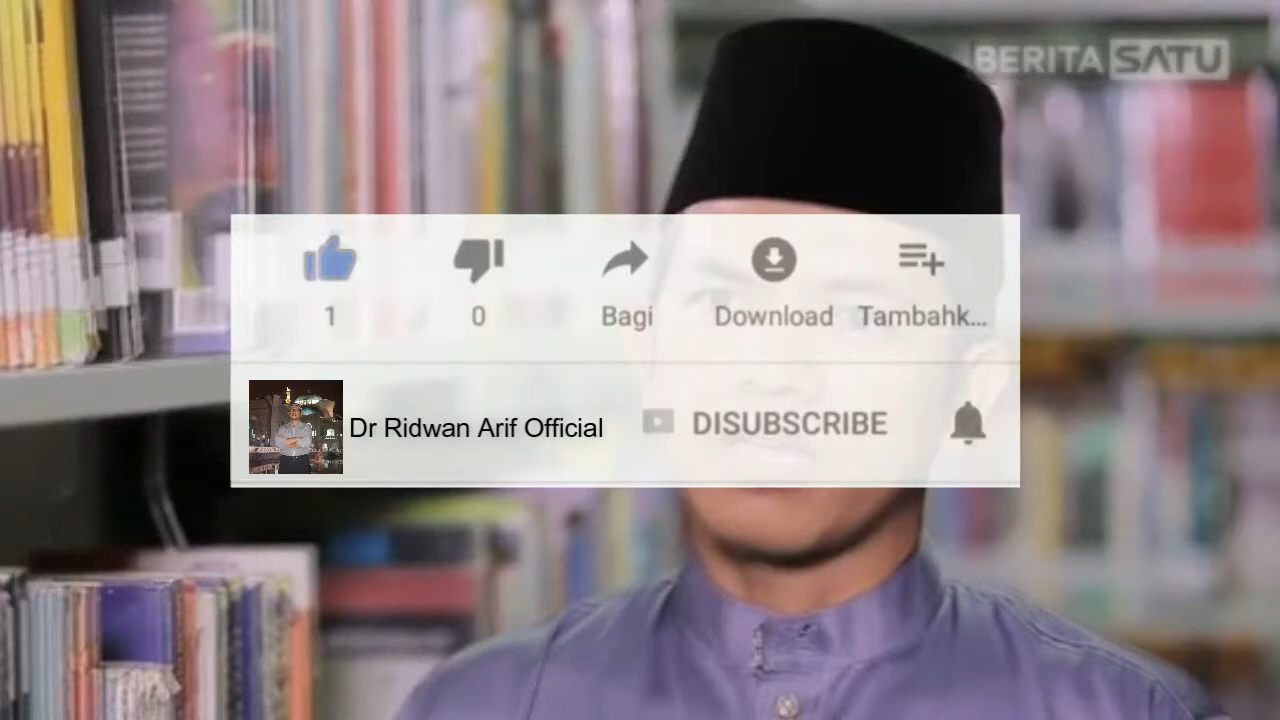 BERITA SATU
1 0 Bagi Download Tambahk...
Dr Ridwan Arif Official DISUBSCRIBE